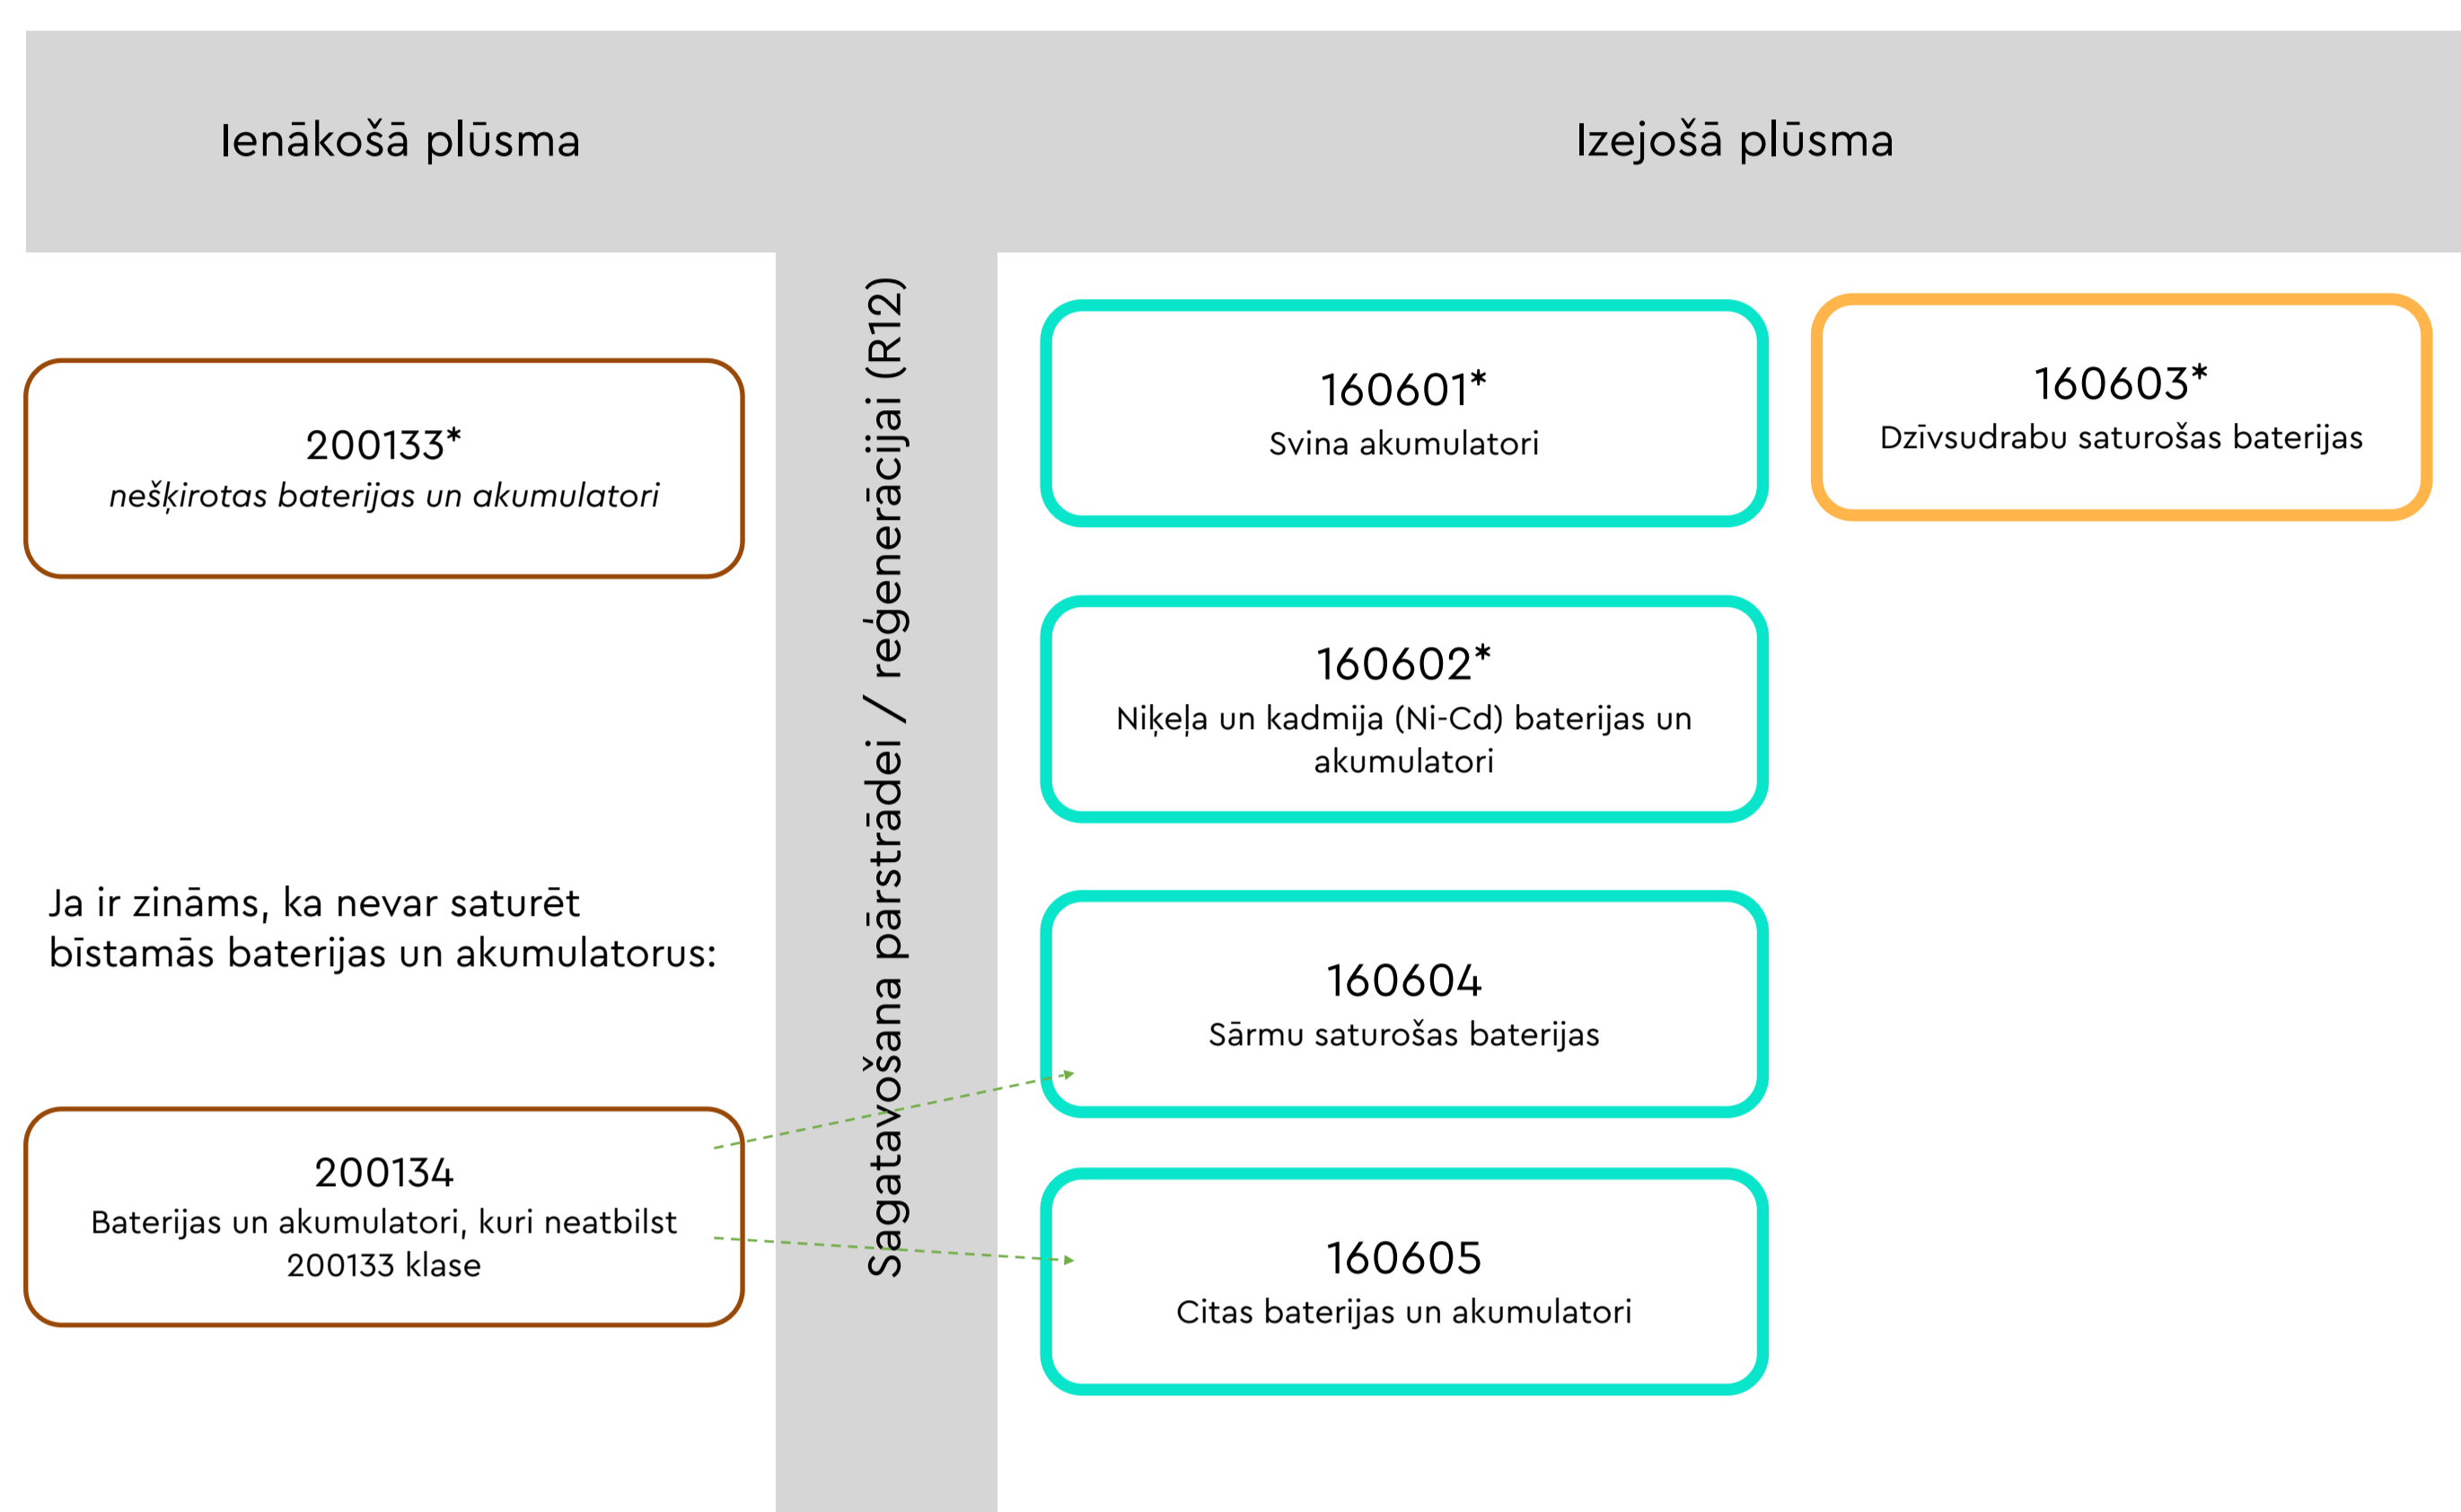 Ienākošā plūsma
Izejošā plūsma
200133*
nešķirotas baterijas un akumulatori
Ja ir zināms, ka nevar saturēt
bīstamās baterijas un akumulatorus:
200134
Baterijas un akumulatori, kuri neatbilst
200133 klase
Sagatavošana pārstrādei / reģenerācijai (R12)
160601*
Svina akumulatori
160603*
Dzīvsudrabu saturošas baterijas
160602*
Niķeļa un kadmija (Ni-Cd) baterijas un
akumulatori
160604
Sārmu saturošas baterijas
160605
Citas baterijas un akumulatori